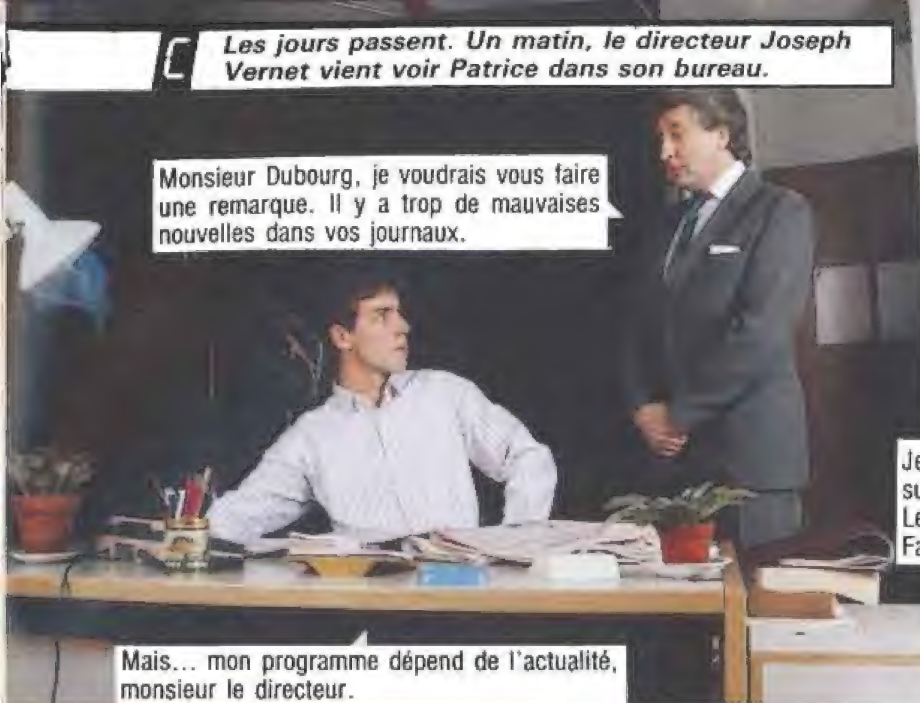 C
Les jours passent. Un matin, le directeur Joseph
Vernet vient voir Patrice dans son bureau.
Monsieur Dubourg, je voudrais vous faire
une remarque. Il y a trop de mauvaises
nouvelles dans vos journaux.
Mais... mon programme dépend de l'actualité,
monsieur le directeur.